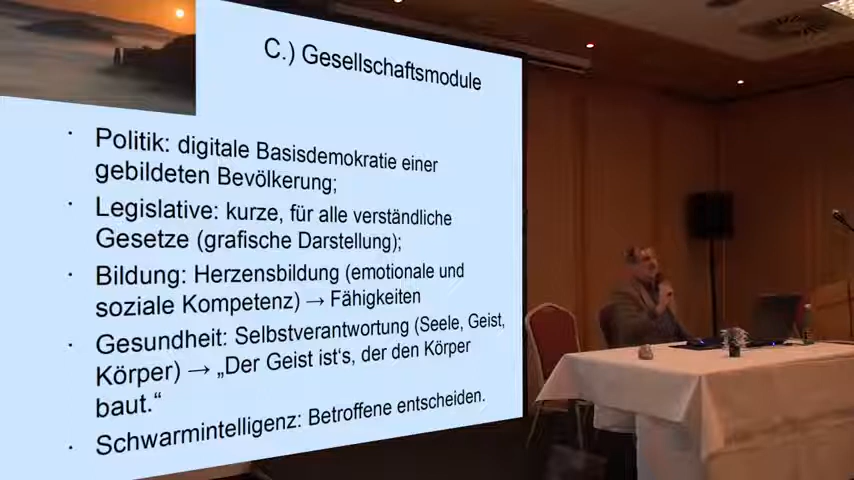 C.) Gesellschaftsmodule
· Politik: digitale Basisdemokratie einer
gebildeten Bevölkerung;
· Legislative: kurze, für alle verständliche
Gesetze (grafische Darstellung);
· Bildung: Herzensbildung (emotionale und
soziale Kompetenz) → Fähigkeiten
· Gesundheit: Selbstverantwortung (Seele, Geist,
Körper) → „Der Geist ist's, der den Körper
baut.“
· Schwarmintelligenz: Betroffene entscheiden.